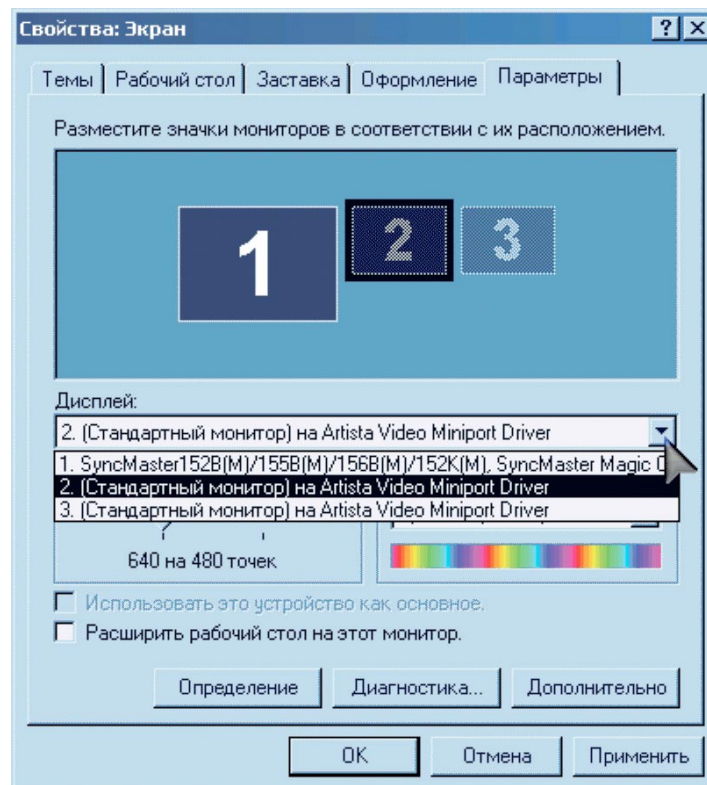 Свойства: Экран
Темы Рабочий стол Заставка Оформление Параметры
Разместите значки мониторов в соответствии с их расположением.
1 2 3
Дисплей:
2. (Стандартный монитор) на Artista Video Miniport Driver
1. SyncMaster152B(M)/155B(M)/156B(M)/152K(M), SyncMaster Magic
2. (Стандартный монитор) на Artista Video Miniport Driver
3. (Стандартный монитор) на Artista Video Miniport Driver
640 на 480 точек
Использовать это устройство как основное.
Расширить рабочий стол на этот монитор.
Определение Диагностика... Дополнительно
ОК Отмена Применить